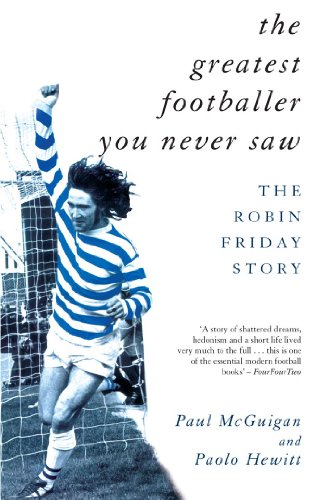 the
greatest
footballer
you never saw
THE
ROBIN
FRIDAY
STORY
‘A story of shattered dreams,
hedonism and a short life lived
very much to the full . . . this is one
of the essential modern football
books’ – FourFourTwo
Paul McGuigan
and
Paolo Hewitt